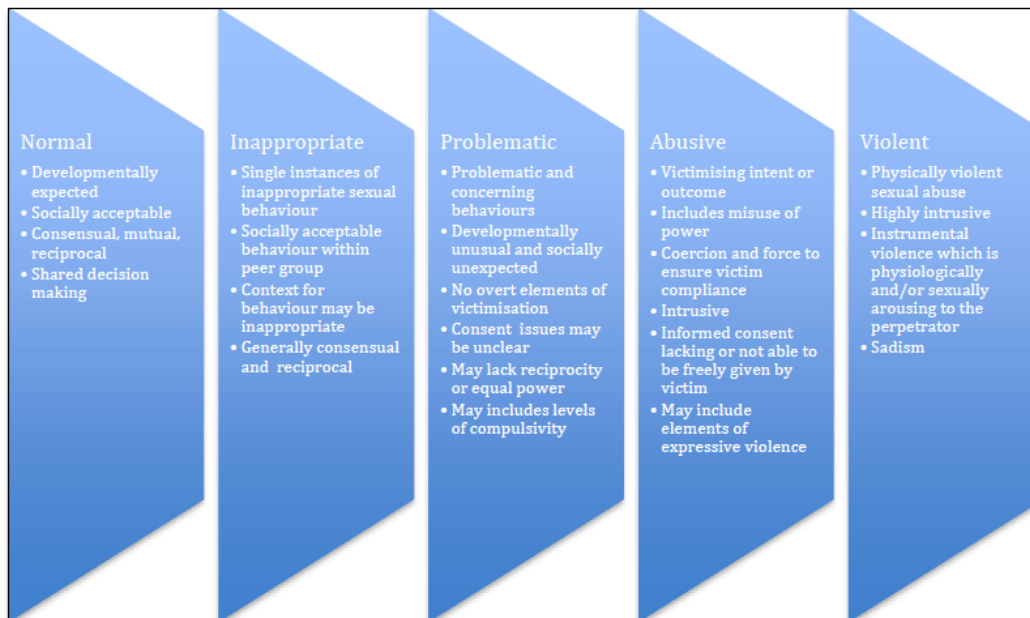 Normal
• Developmentally
expected
• Socially acceptable
• Consensual, mutual,
reciprocal
• Shared decision
making
Inappropriate
• Single instances of
inappropriate sexual
behaviour
• Socially acceptable
behaviour within
peer group
• Context for
behaviour may be
inappropriate
• Generally consensual
and reciprocal
Problematic
• Problematic and
concerning
behaviours
• Developmentally
unusual and socially
unexpected
• No overt elements of
victimisation
• Consent issues may
be unclear
• May lack reciprocity
or equal power
• May includes levels
of compulsivity
Abusive
• Victimising intent or
outcome
• Includes misuse of
power
• Coercion and force to
ensure victim
compliance
• Intrusive
• Informed consent
lacking or not able to
be freely given by
victim
• May include
elements of
expressive violence
Violent
• Physically violent
sexual abuse
• Highly intrusive
• Instrumental
violence which is
physiologically
and/or sexually
arousing to the
perpetrator
• Sadism